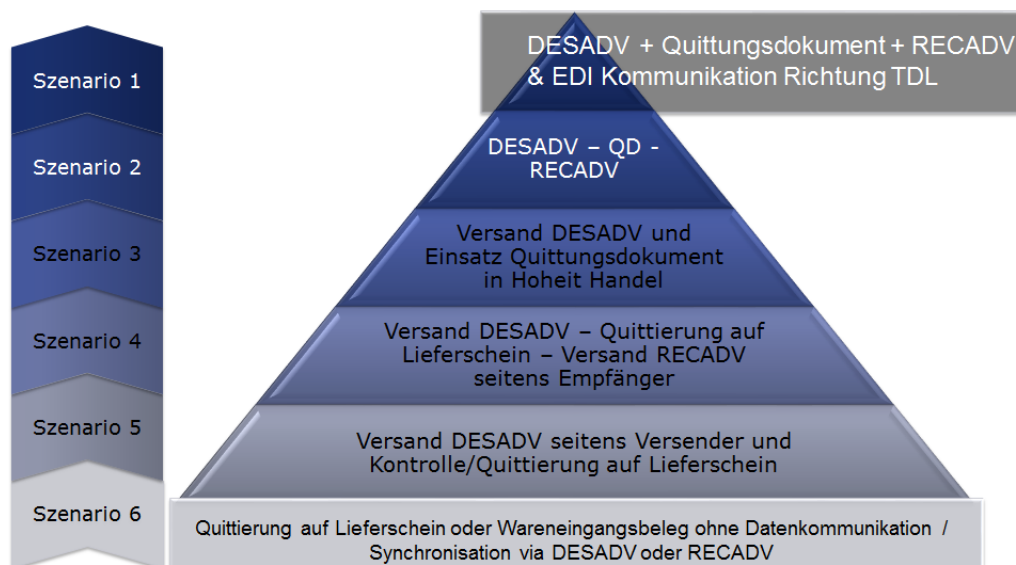 Szenario 1
DESADV + Quittungsdokument + RECADV
& EDI Kommunikation Richtung TDL
Szenario 2
DESADV – QD -
RECADV
Szenario 3
Versand DESADV und
Einsatz Quittungsdokument
in Hoheit Handel
Szenario 4
Versand DESADV – Quittierung auf
Lieferschein – Versand RECADV
seitens Empfänger
Szenario 5
Versand DESADV seitens Versender und
Kontrolle/Quittierung auf Lieferschein
Szenario 6
Quittierung auf Lieferschein oder Wareneingangsbeleg ohne Datenkommunikation /
Synchronisation via DESADV oder RECADV